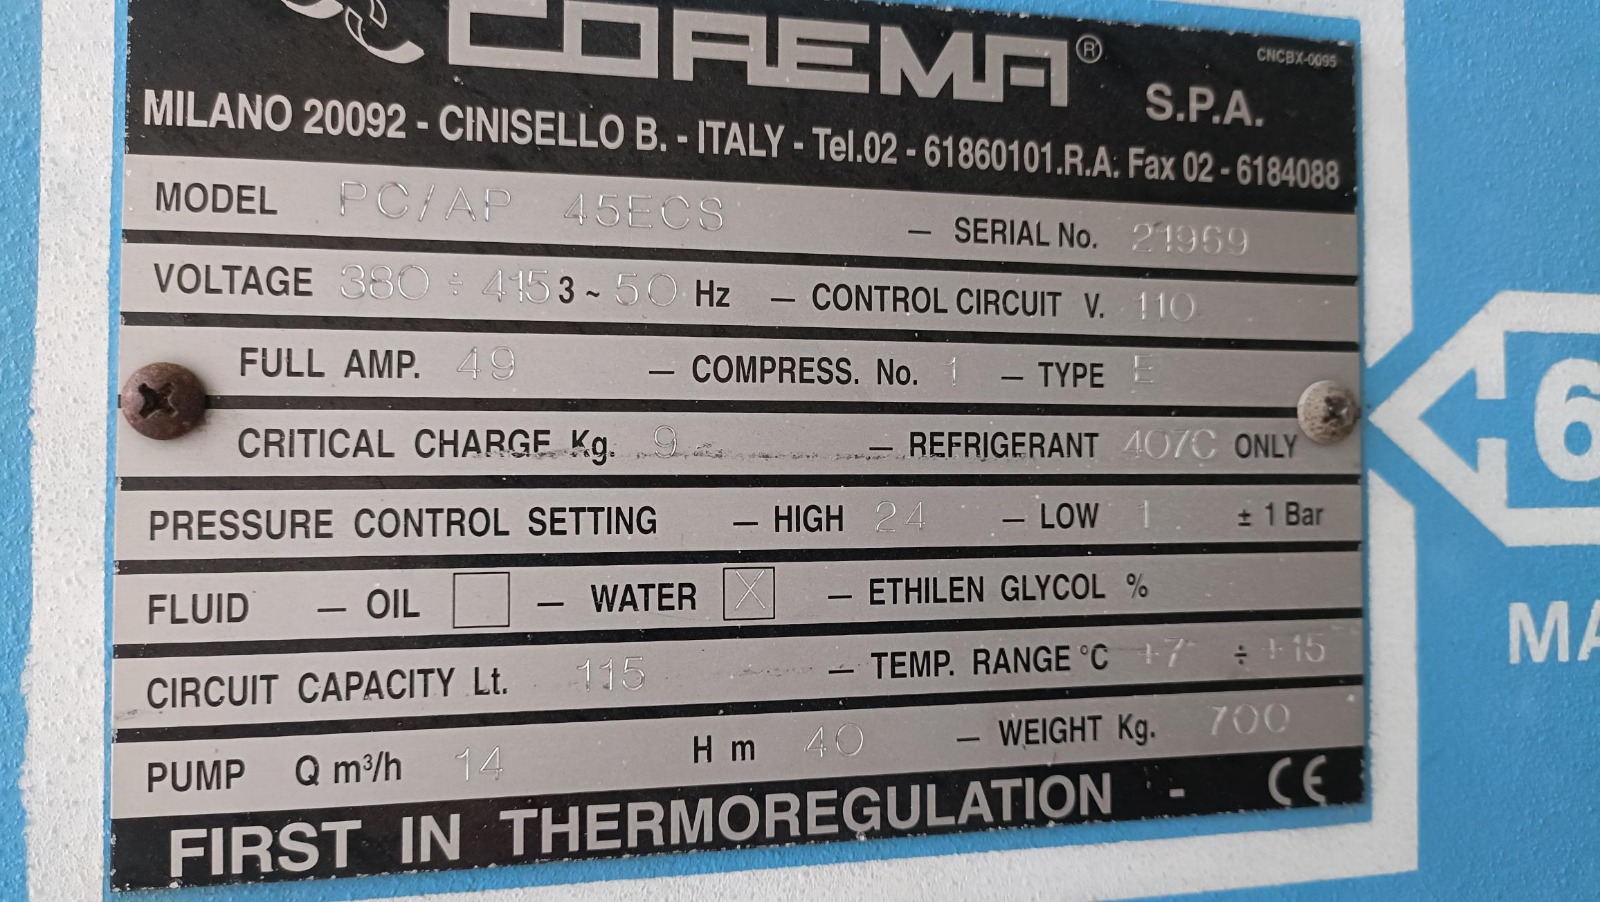 COREMA® S.P.A.
CNCBX-0095
MILANO 20092 - CINISELLO B. - ITALY - Tel.02 - 61860101.R.A. Fax 02 - 6184088
MODEL PC/AP 45ECS – SERIAL No. 21969
VOLTAGE 380 ÷ 415 3 ~ 50 Hz – CONTROL CIRCUIT V. 110
FULL AMP. 49 – COMPRESS. No. 1 – TYPE E
CRITICAL CHARGE Kg. 9 – REFRIGERANT 407C ONLY
PRESSURE CONTROL SETTING – HIGH 24 – LOW 1 ± 1 Bar
FLUID – OIL – WATER X – ETHILEN GLYCOL %
CIRCUIT CAPACITY Lt. 115 – TEMP. RANGE °C +7 ÷ +15
PUMP Q m³/h 14 H m 40 – WEIGHT Kg. 700
FIRST IN THERMOREGULATION - CE
6
MA